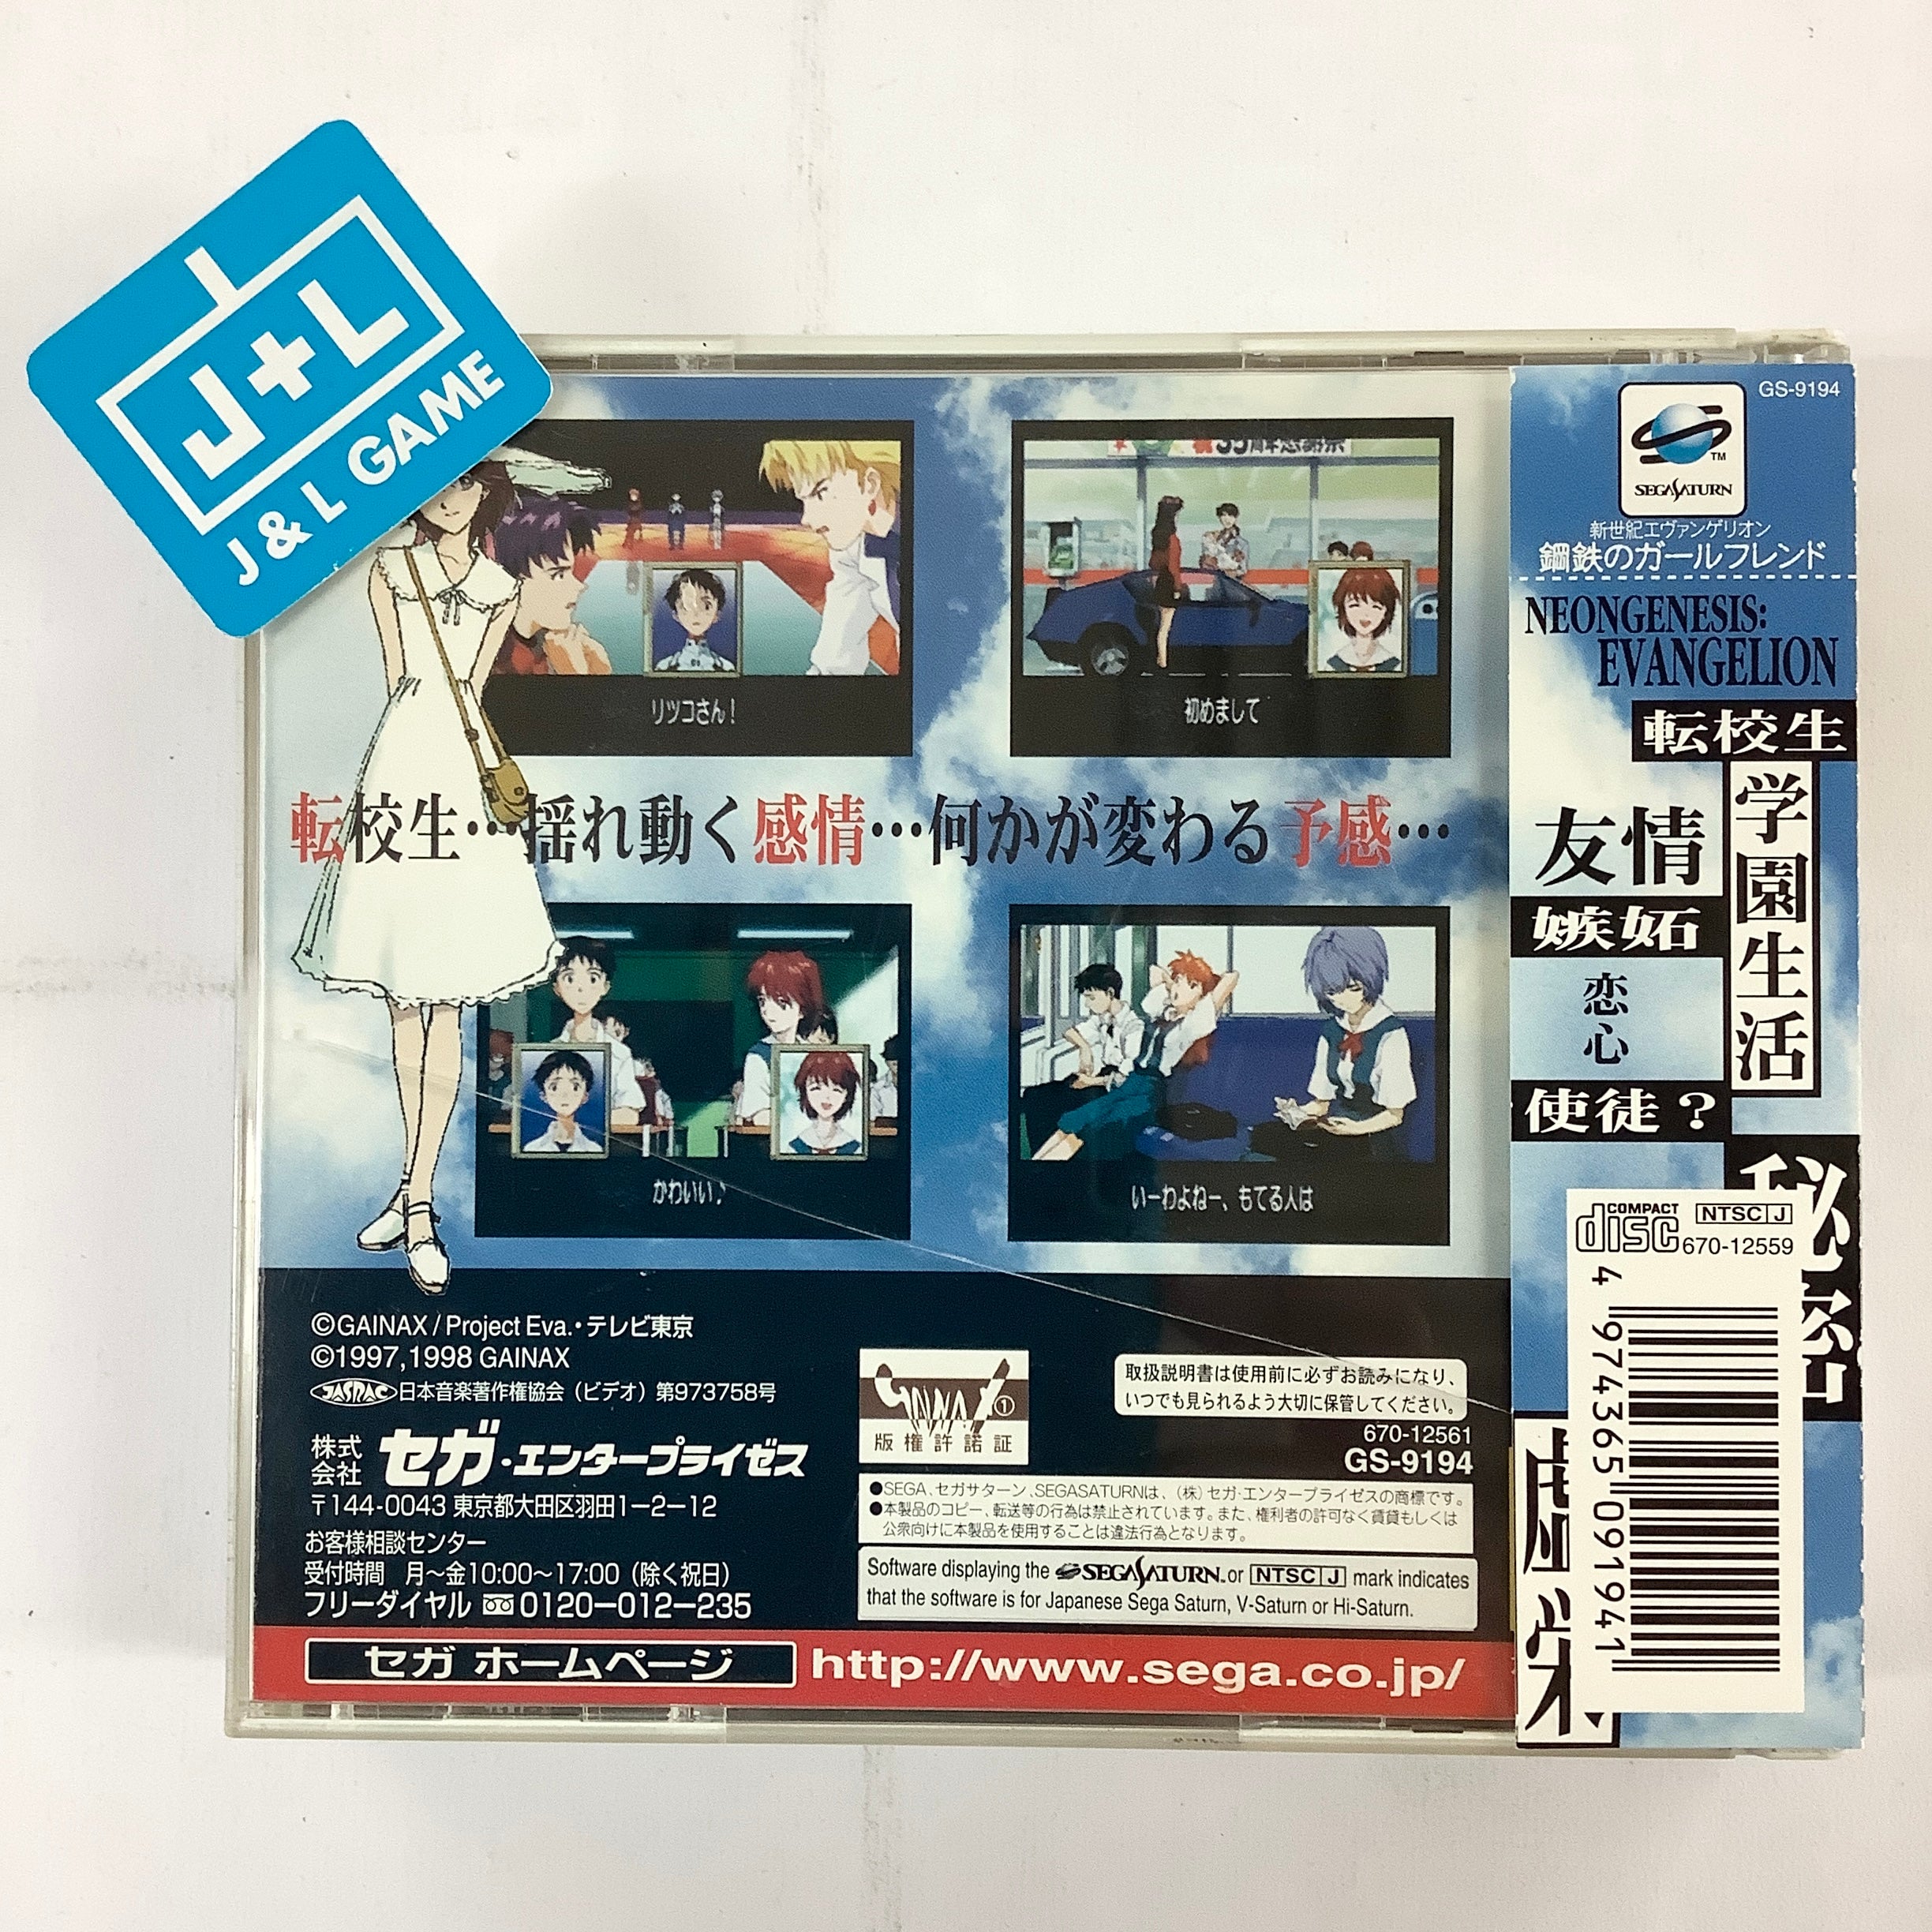 J+L
J & L GAME
祝35周年感謝祭
リツコさん!
初めまして
転校生…揺れ動く感情…何かが変わる予感…
かわいい♪
いーわよねー、もてる人は
©GAINAX / Project Eva.・テレビ東京
©1997,1998 GAINAX
JASRAC 日本音楽著作権協会(ビデオ)第973758号
株式会社 セガ・エンタープライゼス
〒144-0043 東京都大田区羽田1-2-12
お客様相談センター
受付時間 月〜金10:00〜17:00(除く祝日)
フリーダイヤル 0120-012-235
GAINAX ①
版権許諾証
取扱説明書は使用前に必ずお読みになり、
いつでも見られるよう大切に保管してください。
670-12561
GS-9194
●SEGA、セガサターン、SEGASATURNは、(株)セガ・エンタープライゼスの商標です。
●本製品のコピー、転送等の行為は禁止されています。また、権利者の許可なく賃貸もしくは
公衆向けに本製品を使用することは違法行為となります。
Software displaying the SEGASATURN™ or NTSC J mark indicates
that the software is for Japanese Sega Saturn, V-Saturn or Hi-Saturn.
セガ ホームページ http://www.sega.co.jp/
GS-9194
TM
SEGASATURN
新世紀エヴァンゲリオン
鋼鉄のガールフレンド
NEONGENESIS:
EVANGELION
転校生
学園生活
友情
嫉妬
恋心
使徒?
秘密
COMPACT disc NTSC J
670-12559
4 974365 091941
虚栄